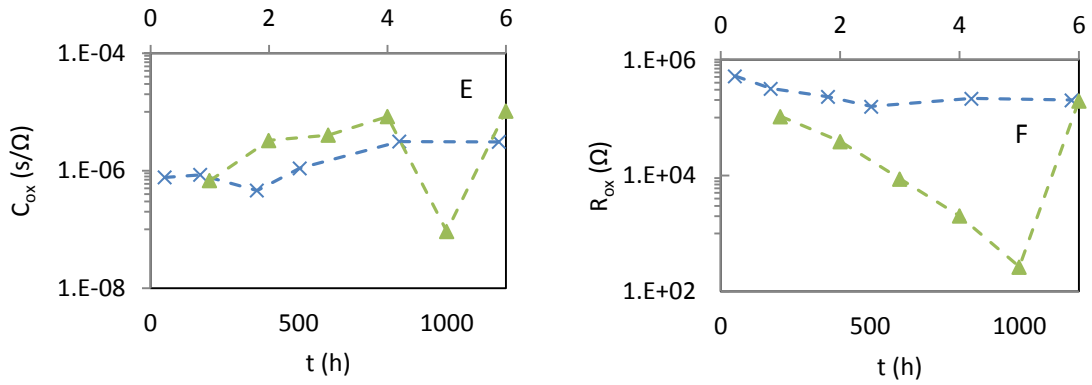 0 2 4 6
1.E-04
1.E-06
1.E-08
C_ox (s/Ω)
E
0 500 1000
t (h)
0 2 4 6
1.E+06
1.E+04
1.E+02
R_ox (Ω)
F
0 500 1000
t (h)